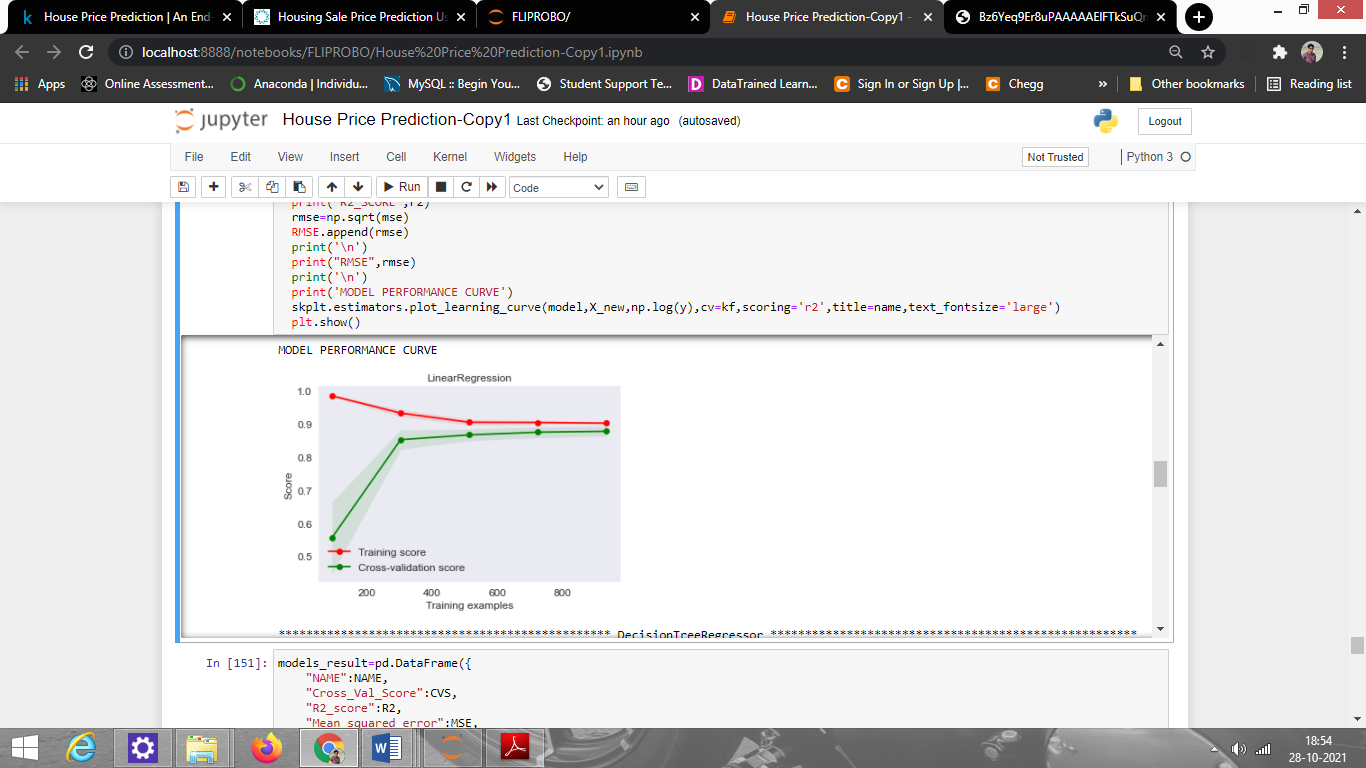 House Price Prediction | An End
Housing Sale Price Prediction Us
FLIPROBO/
House Price Prediction-Copy1 -
Bz6Yeq9Er8uPAAAAAElFTkSuQm
localhost:8888/notebooks/FLIPROBO/House%20Price%20Prediction-Copy1.ipynb
Apps
Online Assessment...
Anaconda | Individu...
MySQL :: Begin You...
Student Support Te...
DataTrained Learn...
Sign In or Sign Up |...
Chegg
»
Other bookmarks
Reading list
jupyter House Price Prediction-Copy1 Last Checkpoint: an hour ago (autosaved)
Logout
File Edit View Insert Cell Kernel Widgets Help
Not Trusted
Python 3
Run
Code
print("R2_SCORE",r2)
rmse=np.sqrt(mse)
RMSE.append(rmse)
print('\n')
print("RMSE",rmse)
print('\n')
print('MODEL PERFORMANCE CURVE')
skplt.estimators.plot_learning_curve(model,X_new,np.log(y),cv=kf,scoring='r2',title=name,text_fontsize='large')
plt.show()
MODEL PERFORMANCE CURVE
LinearRegression
1.0
0.9
0.8
0.7
0.6
0.5
Score
Training score
Cross-validation score
200 400 600 800
Training examples
************************************************ DecisionTreeRegressor *****************************************************
In [151]: models_result=pd.DataFrame({
"NAME":NAME,
"Cross_Val_Score":CVS,
"R2_score":R2,
"Mean_squared_error":MSE,
18:54
28-10-2021